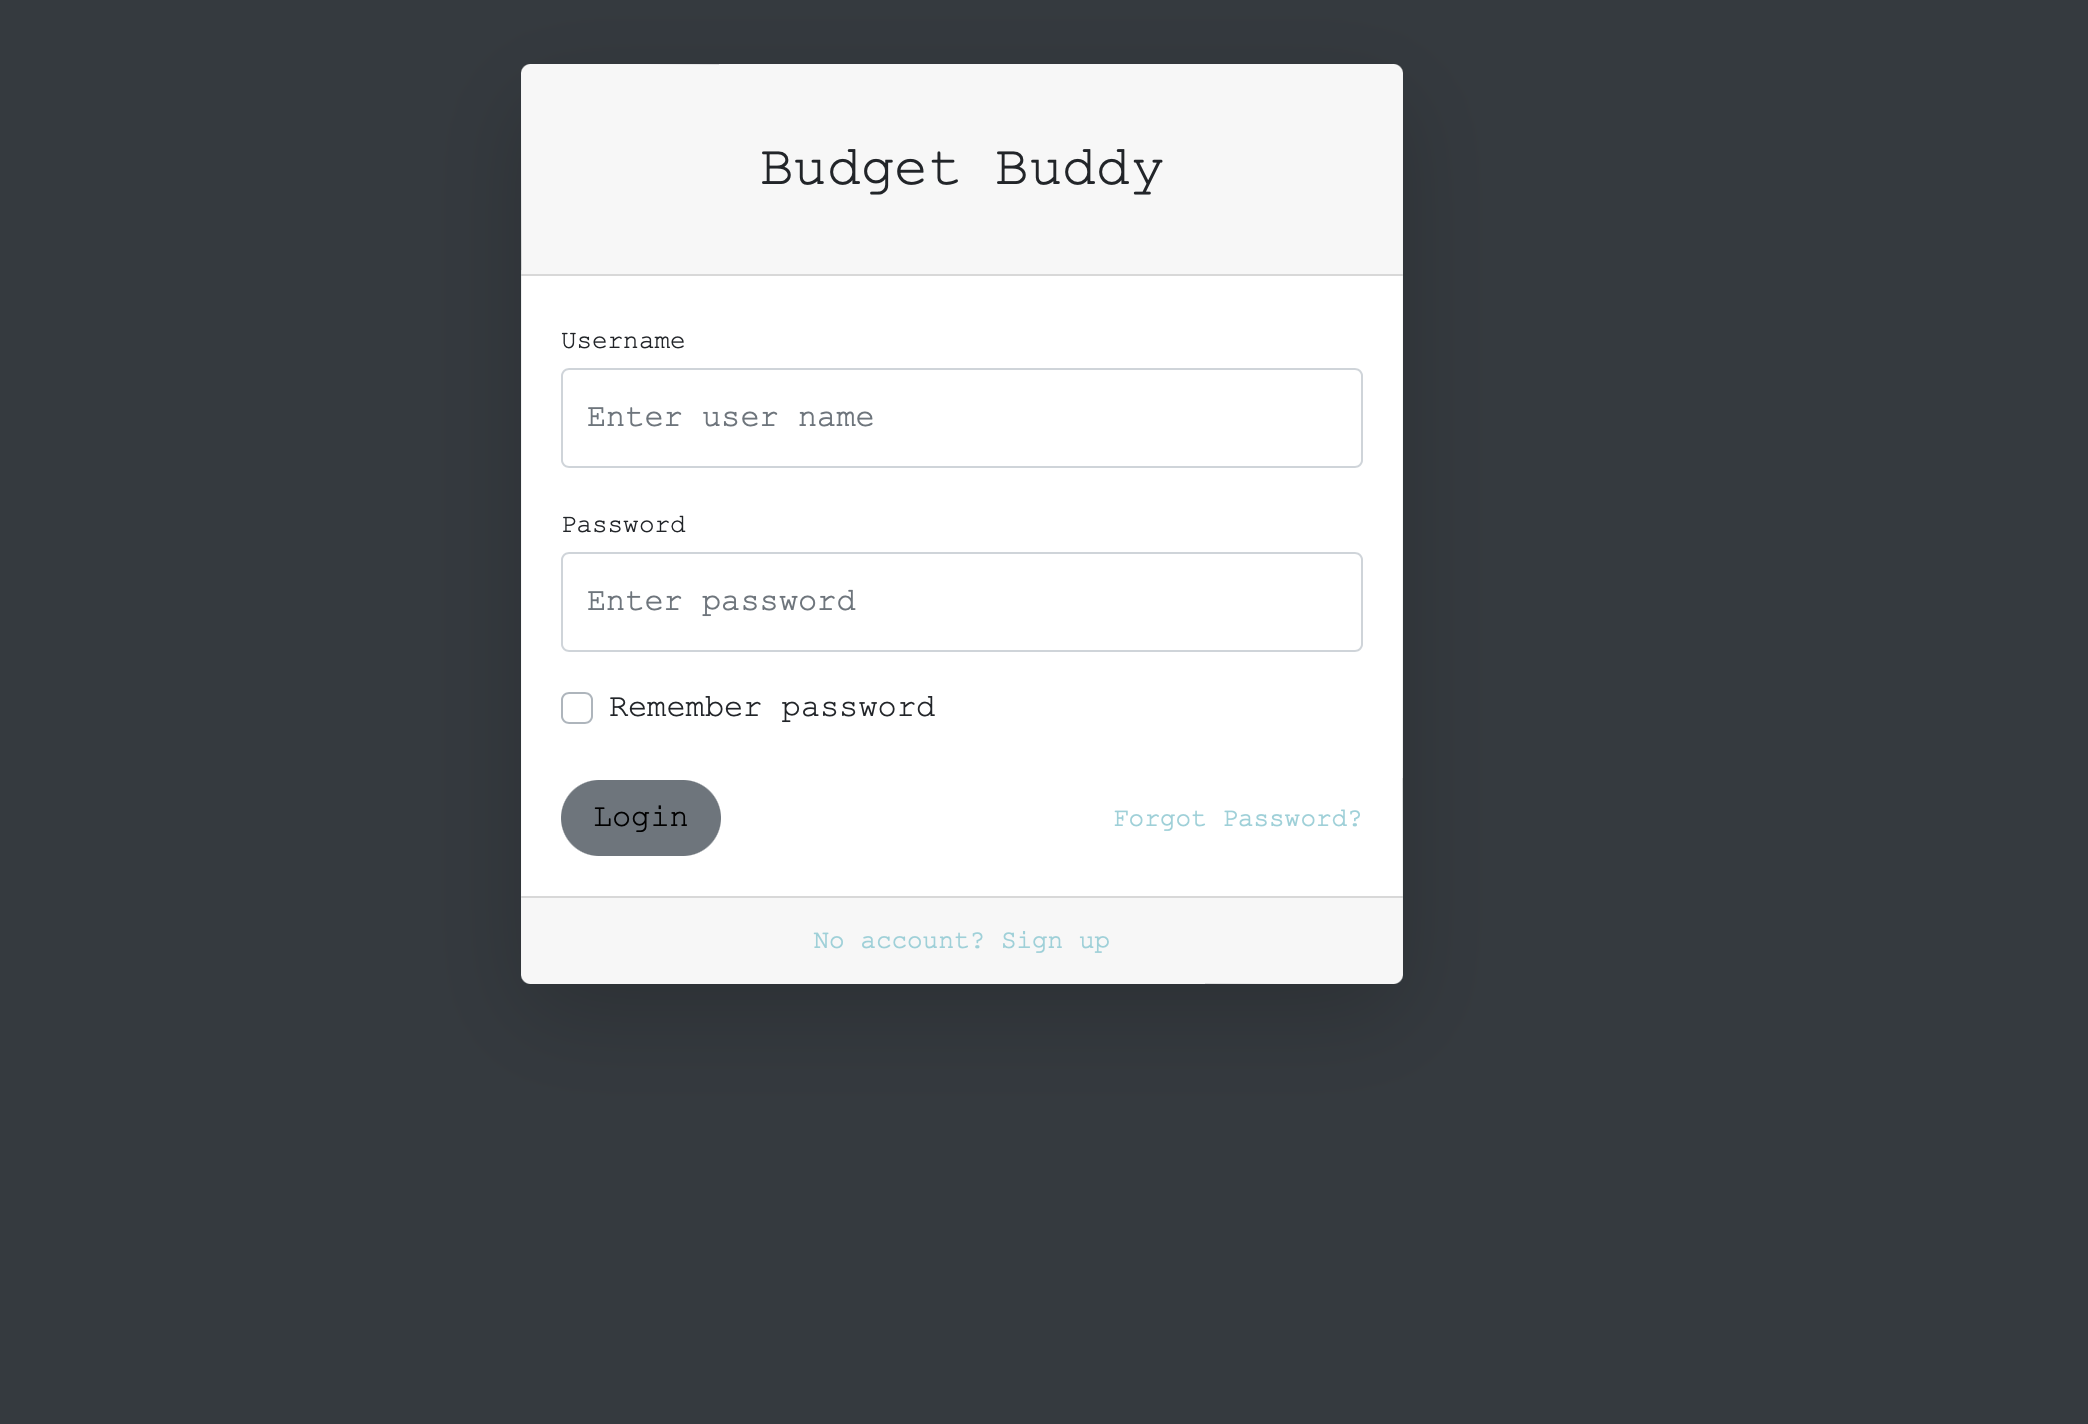 Budget Buddy
Username
Enter user name
Password
Enter password
Remember password
Login
Forgot Password?
No account? Sign up